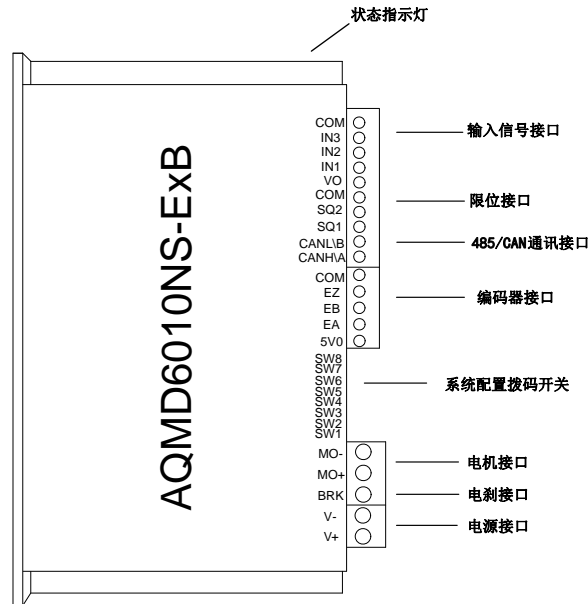 状态指示灯
AQMD6010NS-ExB
COM
IN3
IN2
IN1
VO
COM
SQ2
SQ1
CANL\B
CANH\A
COM
EZ
EB
EA
5V0
SW8
SW7
SW6
SW5
SW4
SW3
SW2
SW1
MO-
MO+
BRK
V-
V+
输入信号接口
限位接口
485/CAN通讯接口
编码器接口
系统配置拨码开关
电机接口
电刹接口
电源接口